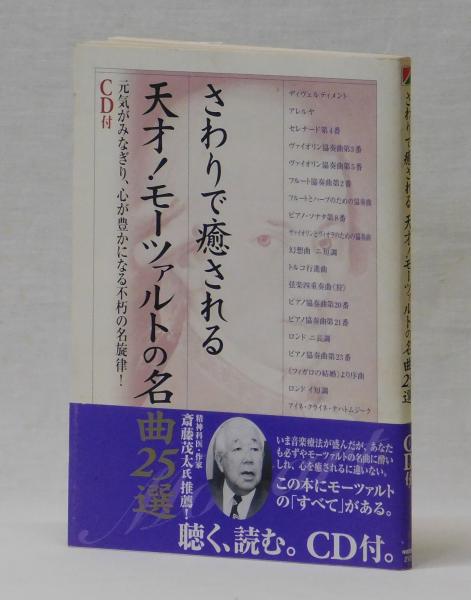 さわりで癒される
天才!モーツァルトの名曲25選
元気がみなぎり、心が豊かになる不朽の名旋律!
CD付
ディヴェルティメント
アレルヤ
セレナード第4番
ヴァイオリン協奏曲第3番
ヴァイオリン協奏曲第5番
フルート協奏曲第2番
フルートとハープのための協奏曲
ピアノ・ソナタ第8番
ヴァイオリンとヴィオラのための協奏曲
幻想曲 ニ短調
トルコ行進曲
弦楽四重奏曲《狩》
ピアノ協奏曲第20番
ピアノ協奏曲第21番
ロンド ニ長調
ピアノ協奏曲第23番
《フィガロの結婚》より序曲
ロンド イ短調
アイネ・クライネ・ナハトムジーク
精神科医・作家
斎藤茂太氏推薦!
いま音楽療法が盛んだが、あなた
も必ずやモーツァルトの名曲に酔い
しれ、心を癒されるに違いない。
この本にモーツァルト
の「すべて」がある。
聴く、読む。CD付。
さわりで癒される 天才!モーツァルトの名曲25選
CD付